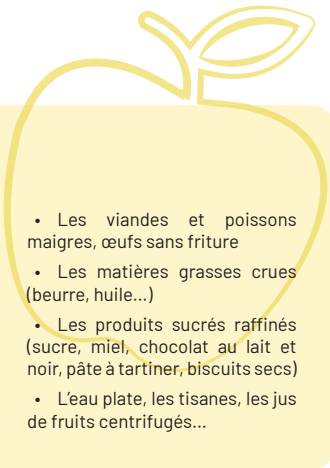 • Les viandes et poissons
maigres, œufs sans friture
• Les matières grasses crues
(beurre, huile...)
• Les produits sucrés raffinés
(sucre, miel, chocolat au lait et
noir, pâte à tartiner, biscuits secs)
• L’eau plate, les tisanes, les jus
de fruits centrifugés...